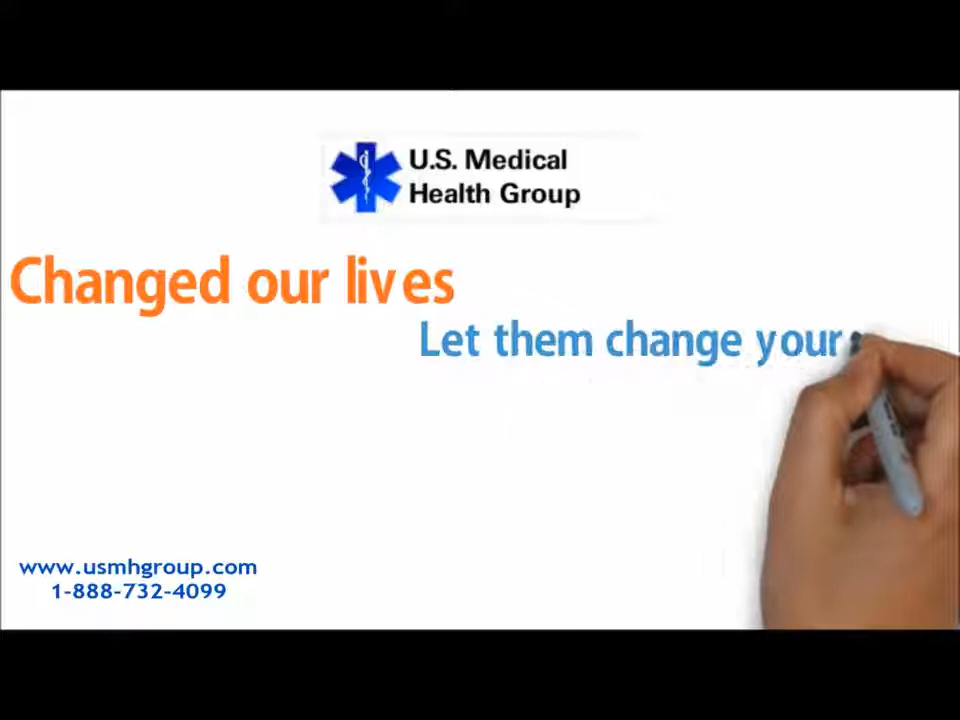 U.S. Medical
Health Group
Changed our lives
Let them change your
www.usmhgroup.com
1-888-732-4099